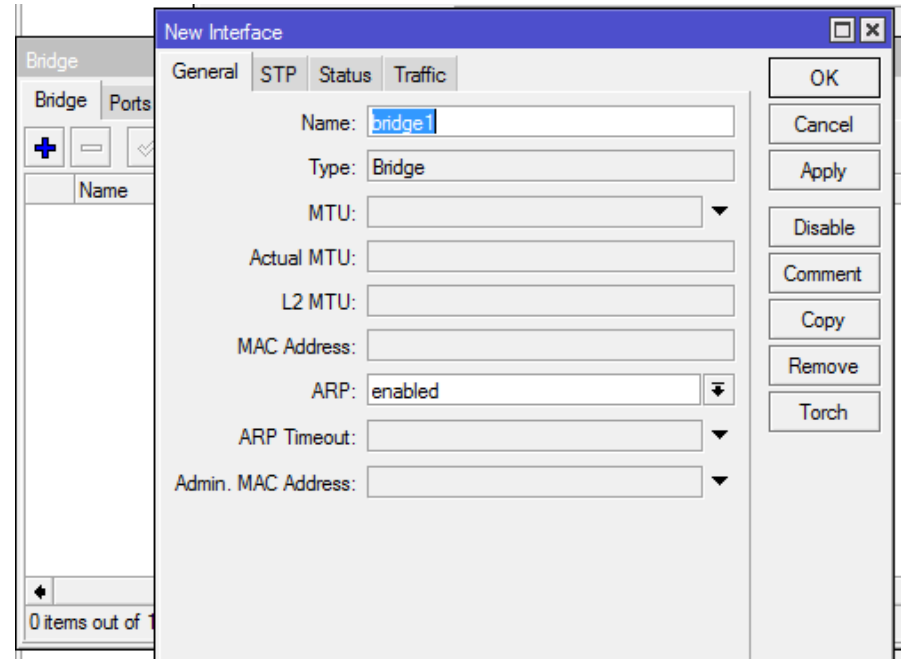 New Interface
Bridge
General STP Status Traffic
OK
Bridge Ports
Name: bridge1
Cancel
Type: Bridge
Apply
Name
MTU:
Disable
Actual MTU:
Comment
L2 MTU:
Copy
MAC Address:
Remove
ARP: enabled
Torch
ARP Timeout:
Admin. MAC Address:
0 items out of 1